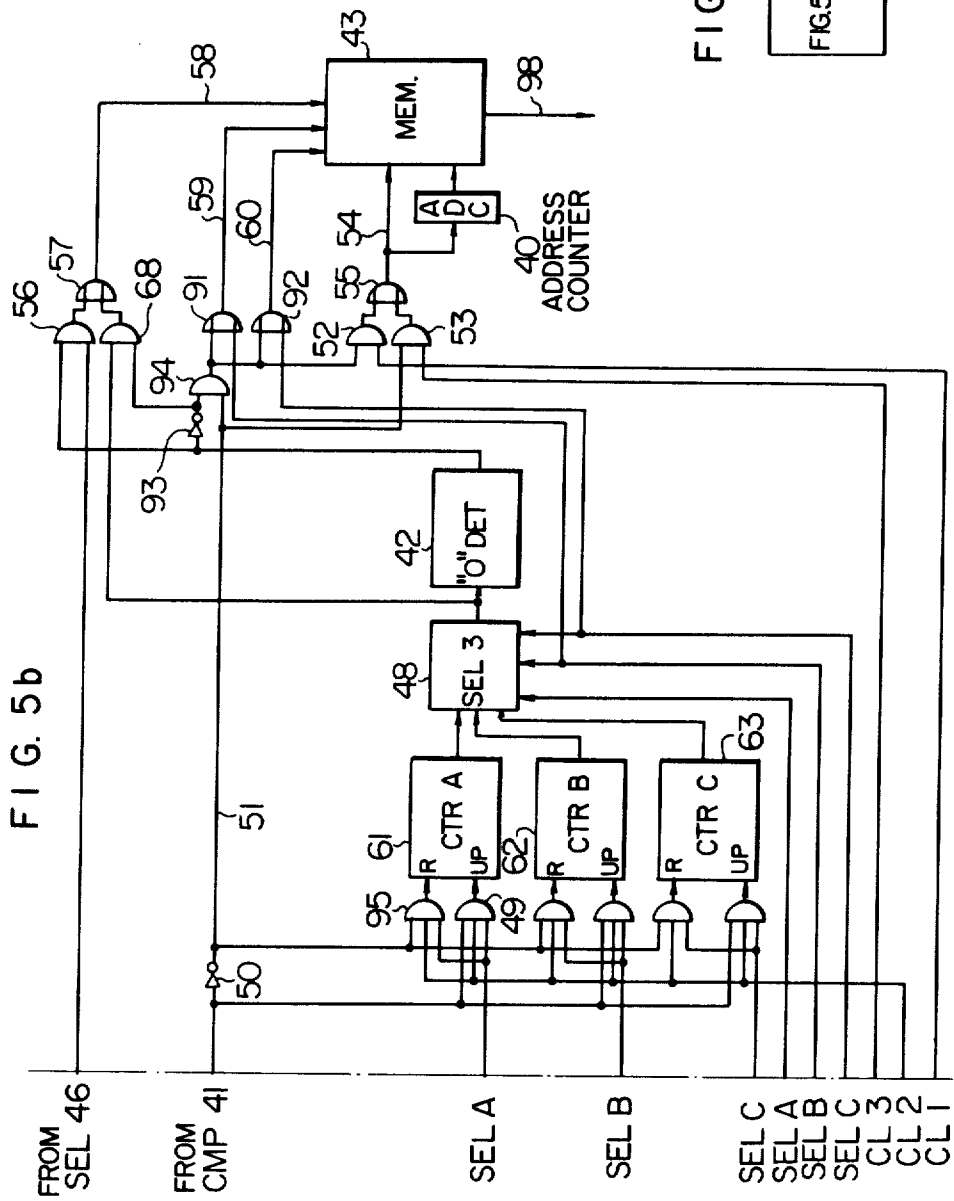 FIG. 5b
FROM
SEL 46
FROM
CMP 41
SEL A
SEL B
SEL C
SEL A
SEL B
SEL C
CL 3
CL 2
CL 1
50
51
95
49
61
R
UP
CTR A
62
R
UP
CTR B
63
R
UP
CTR C
48
SEL 3
42
"O" DET
93
94
56
57
68
91
92
52
53
55
54
58
59
60
43
MEM.
98
A
D
C
40
ADDRESS
COUNTER
FIG
FIG.5